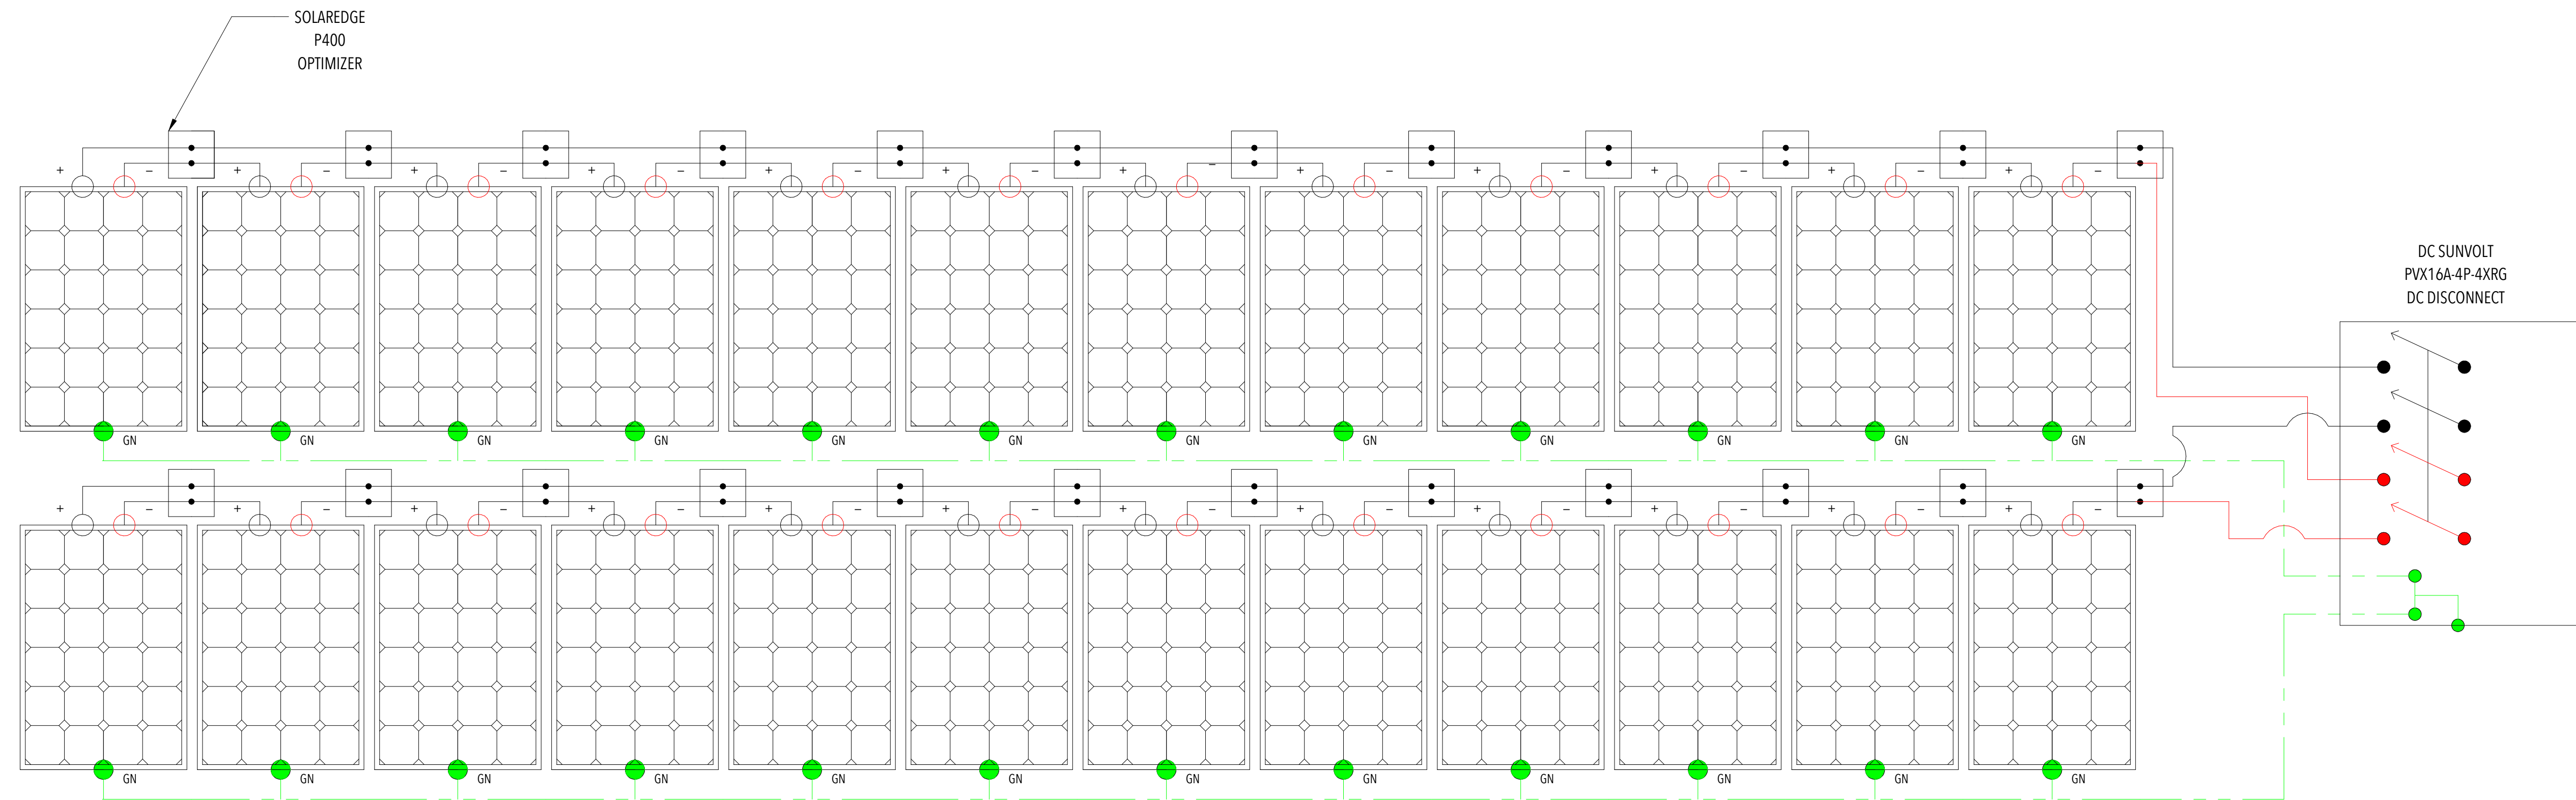 SOLAREDGE
P400
OPTIMIZER
+ − + − + − + − + − + − + − + − + − + − + − + −
DC SUNVOLT
PVX16A-4P-4XRG
DC DISCONNECT
GN GN GN GN GN GN GN GN GN GN GN GN
+ − + − + − + − + − + − + − + − + − + − + − + −
GN GN GN GN GN GN GN GN GN GN GN GN